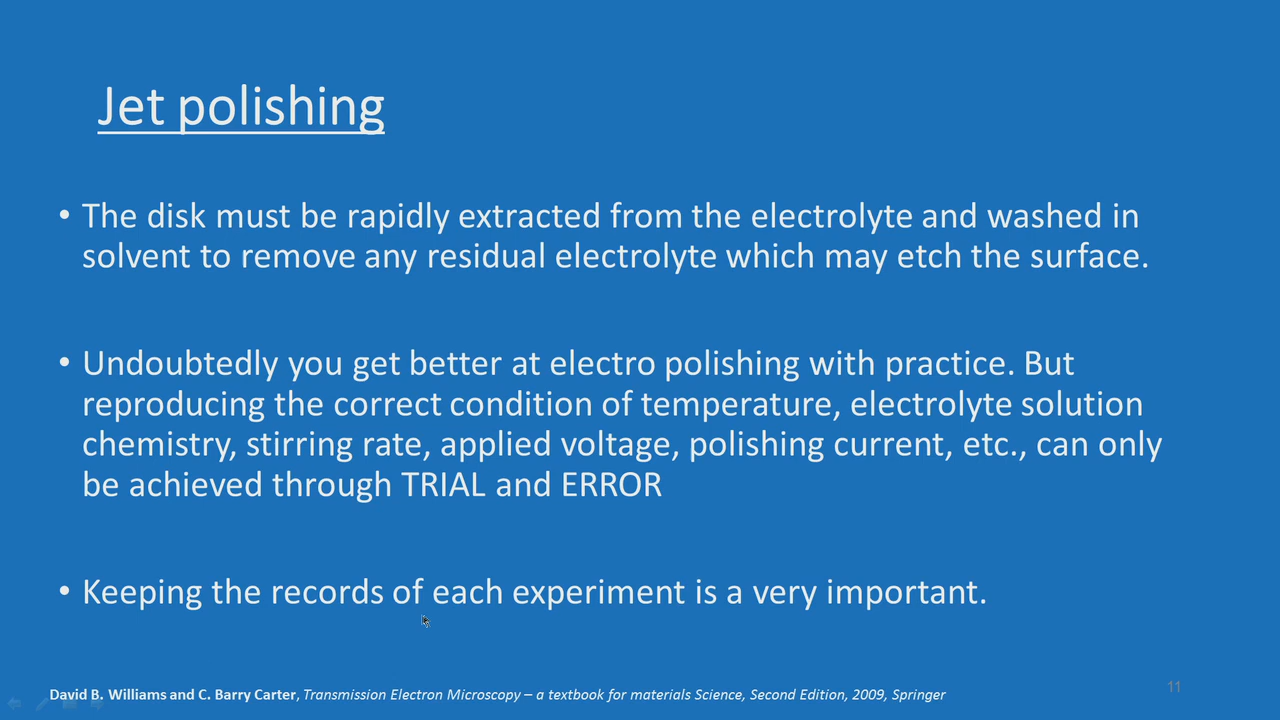 Jet polishing
• The disk must be rapidly extracted from the electrolyte and washed in
solvent to remove any residual electrolyte which may etch the surface.
• Undoubtedly you get better at electro polishing with practice. But
reproducing the correct condition of temperature, electrolyte solution
chemistry, stirring rate, applied voltage, polishing current, etc., can only
be achieved through TRIAL and ERROR
• Keeping the records of each experiment is a very important.
David B. Williams and C. Barry Carter, Transmission Electron Microscopy – a textbook for materials Science, Second Edition, 2009, Springer
11